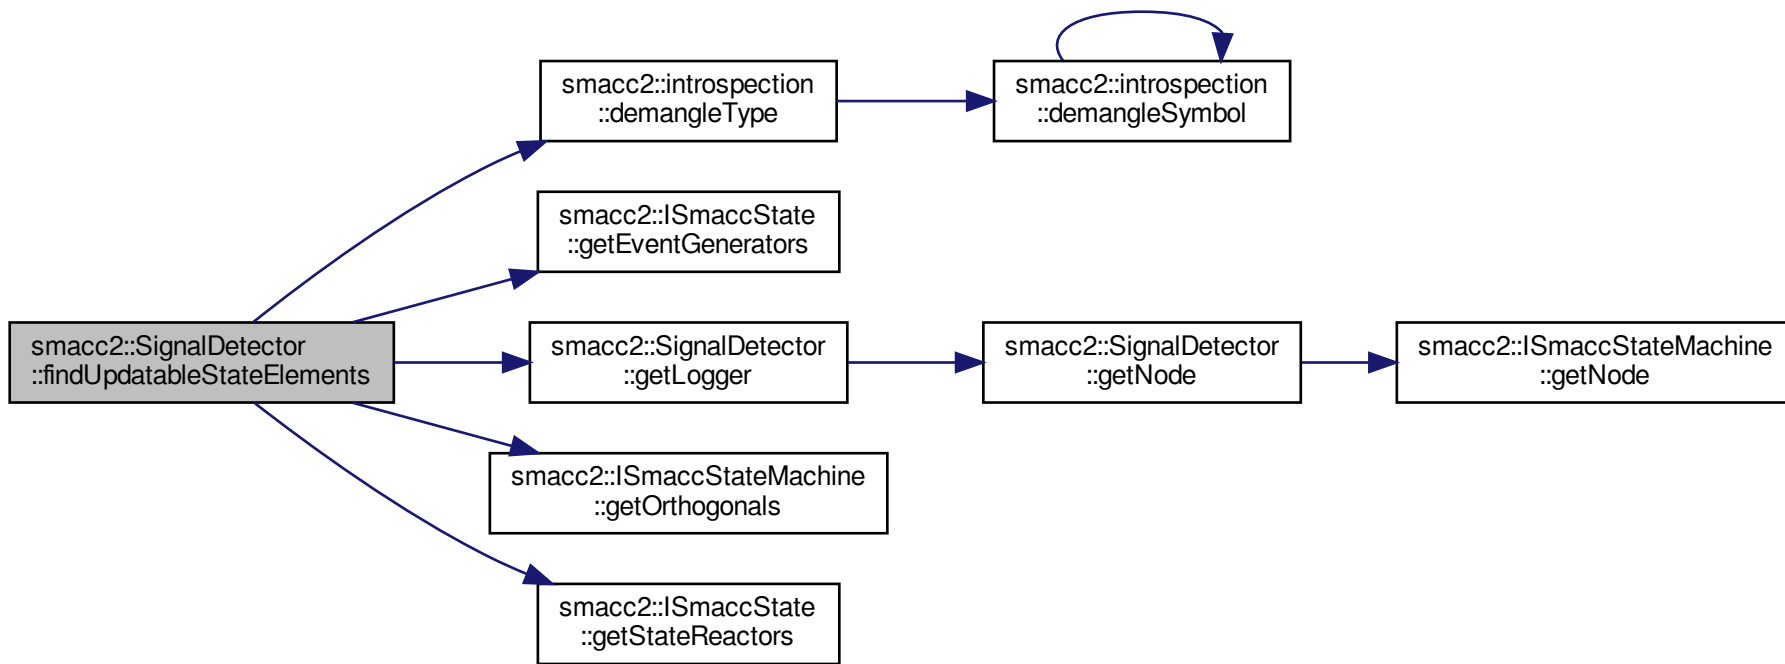 smacc2::SignalDetector
::findUpdatableStateElements
smacc2::introspection
::demangleType
smacc2::introspection
::demangleSymbol
smacc2::ISmaccState
::getEventGenerators
smacc2::SignalDetector
::getLogger
smacc2::SignalDetector
::getNode
smacc2::ISmaccStateMachine
::getNode
smacc2::ISmaccStateMachine
::getOrthogonals
smacc2::ISmaccState
::getStateReactors